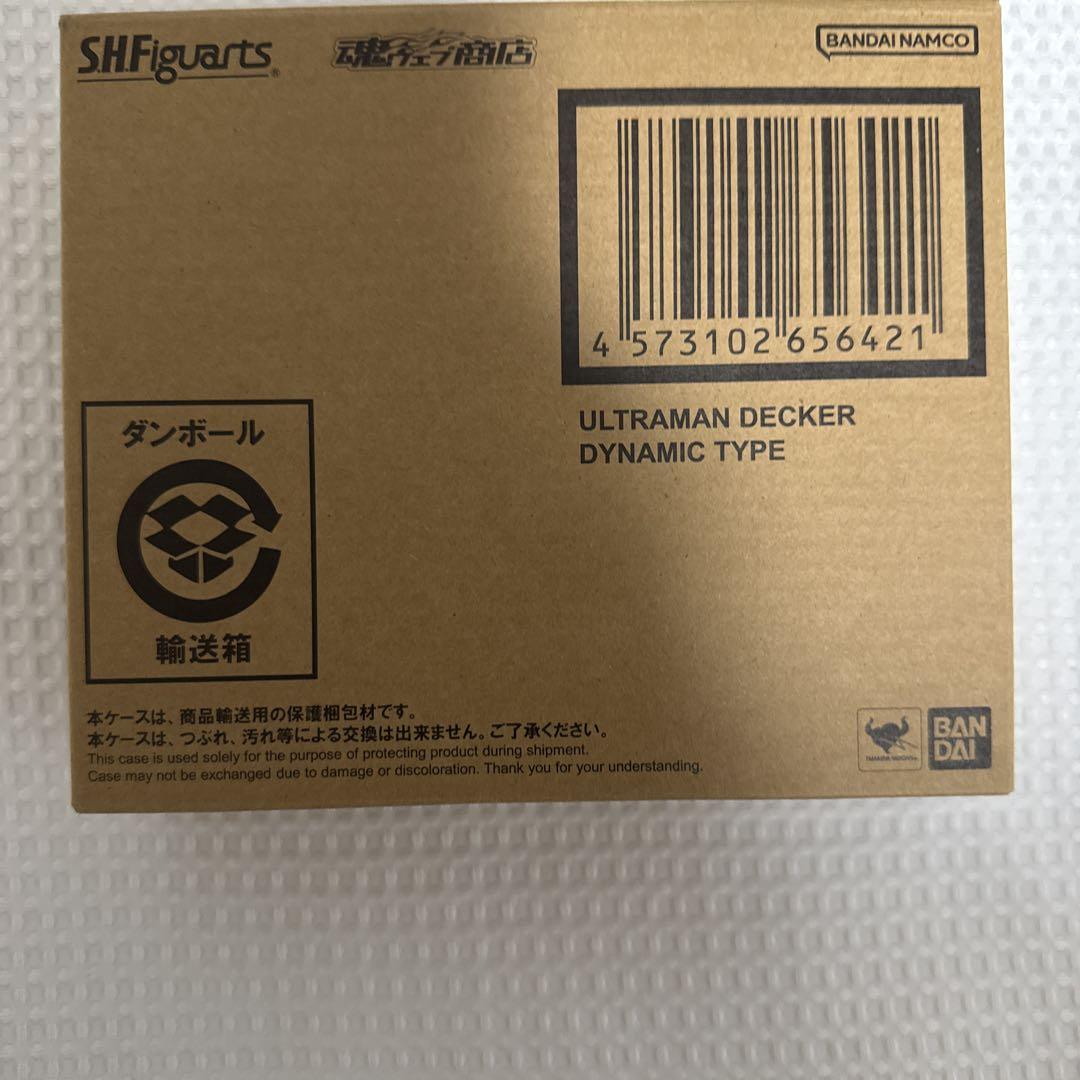 S.H.Figuarts®
魂ウェブ商店
BANDAI NAMCO
4 573102 656421
ULTRAMAN DECKER
DYNAMIC TYPE
ダンボール
輸送箱
本ケースは、商品輸送用の保護梱包材です。
本ケースは、つぶれ、汚れ等による交換は出来ません。ご了承ください。
This case is used solely for the purpose of protecting product during shipment.
Case may not be exchanged due to damage or discoloration. Thank you for your understanding.
BAN
DAI